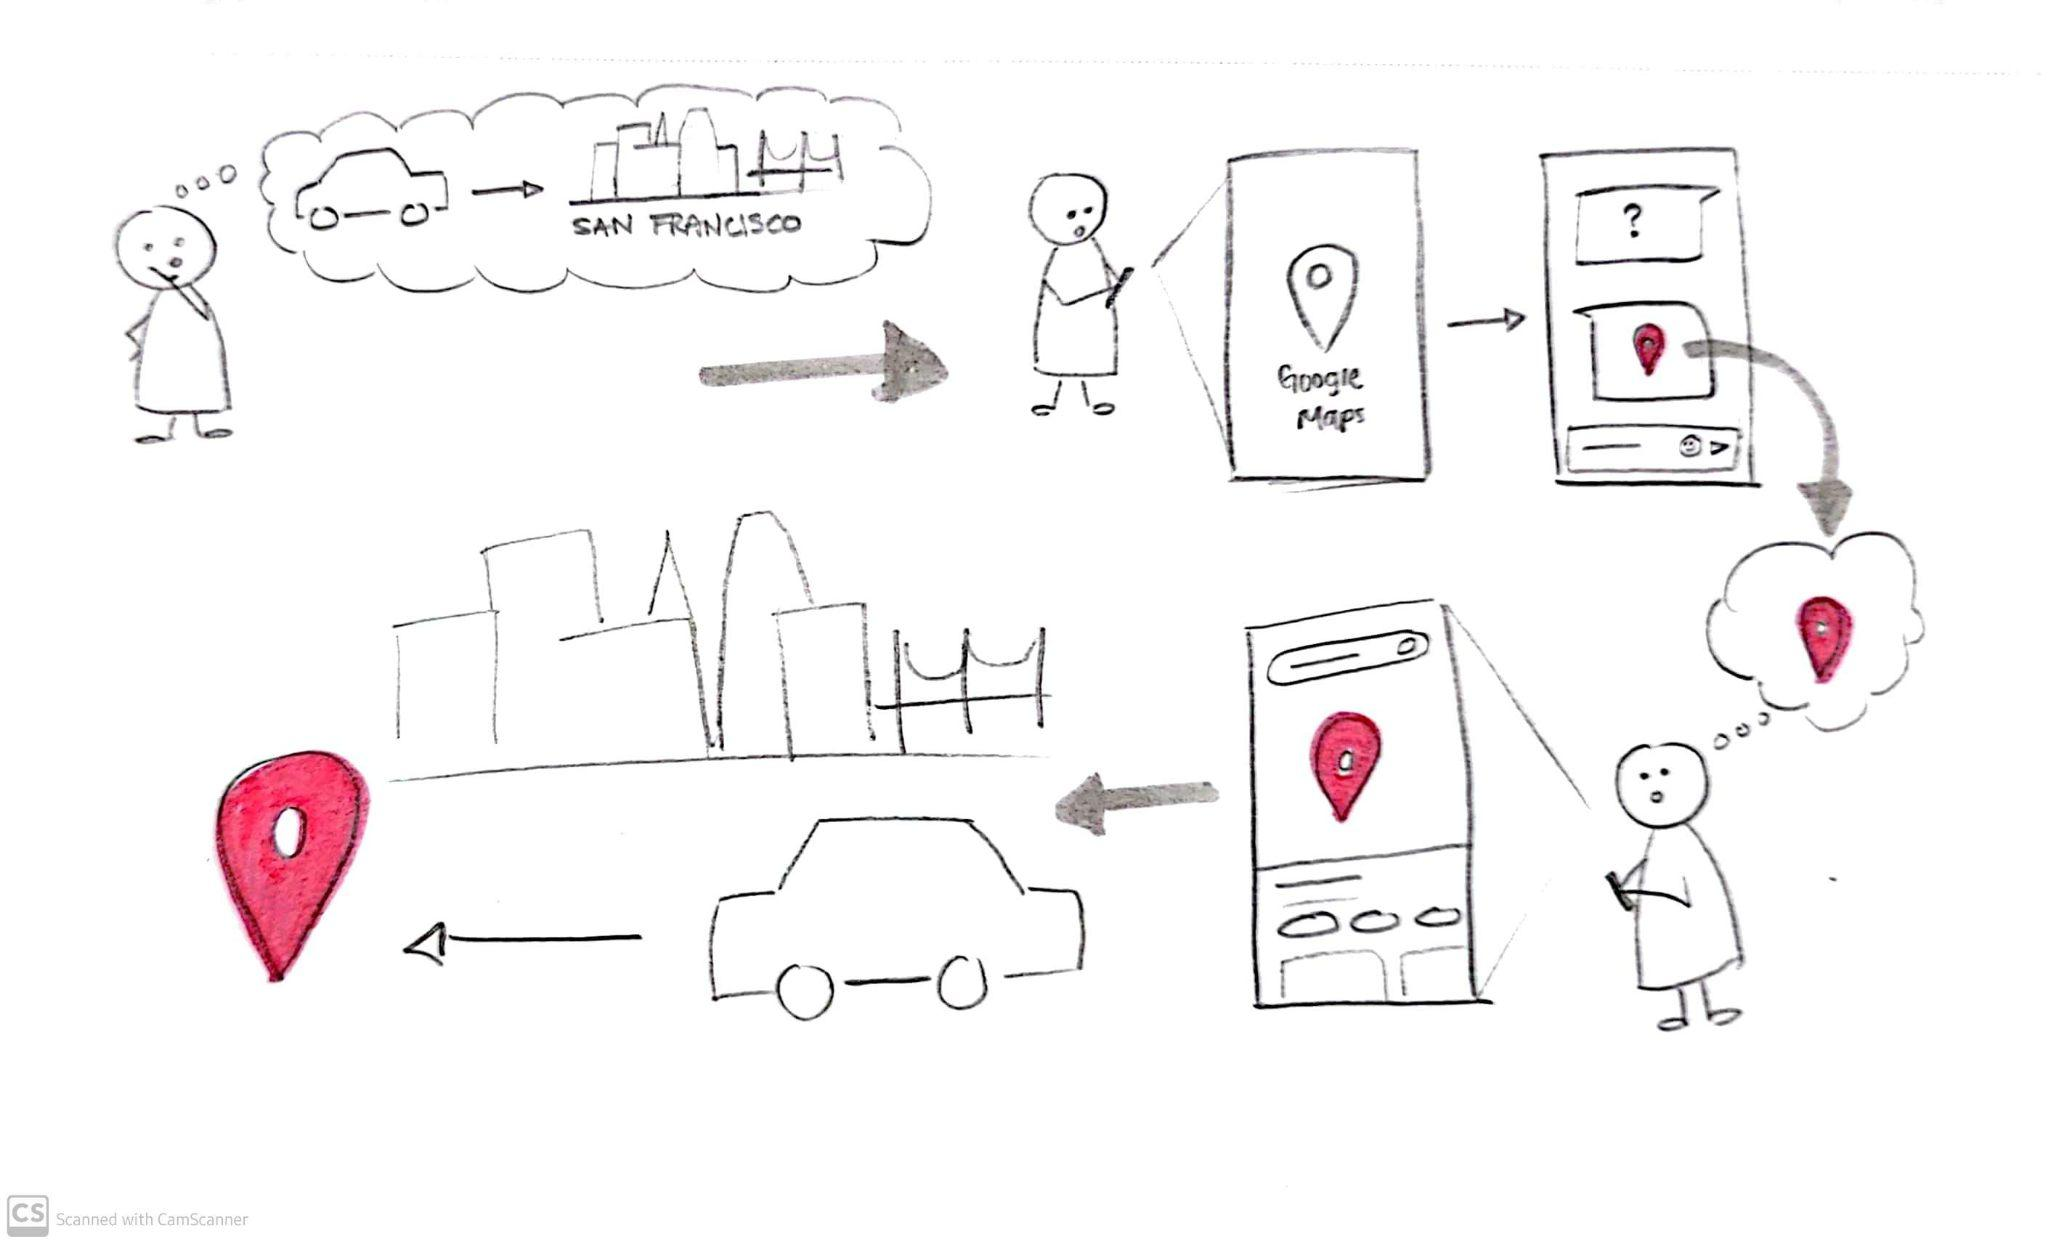 SAN FRANCISCO
?
Google
Maps
CS Scanned with CamScanner